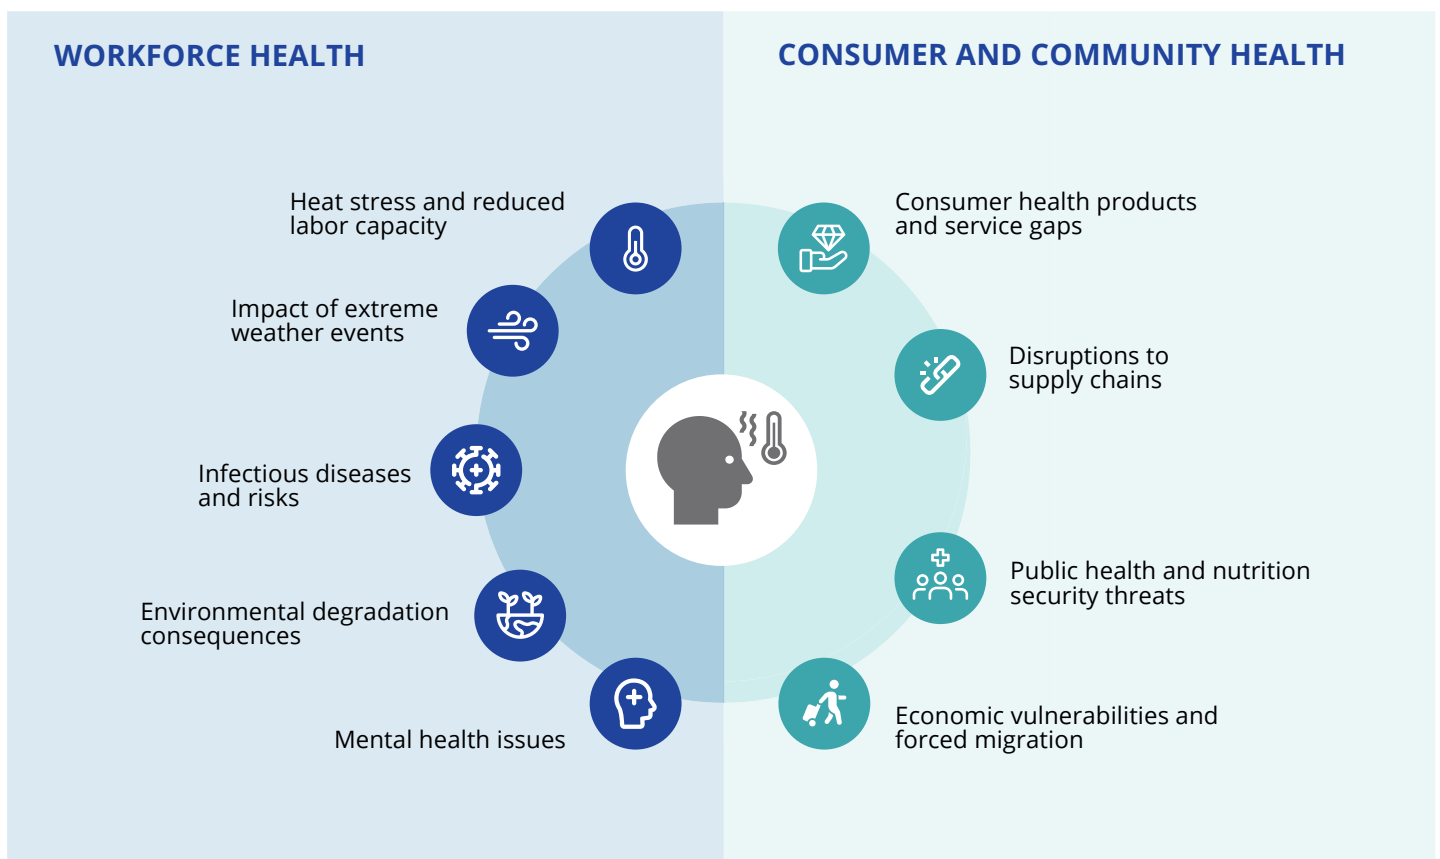 WORKFORCE HEALTH
Heat stress and reduced
labor capacity
Impact of extreme
weather events
Infectious diseases
and risks
Environmental degradation
consequences
Mental health issues
CONSUMER AND COMMUNITY HEALTH
Consumer health products
and service gaps
Disruptions to
supply chains
Public health and nutrition
security threats
Economic vulnerabilities and
forced migration